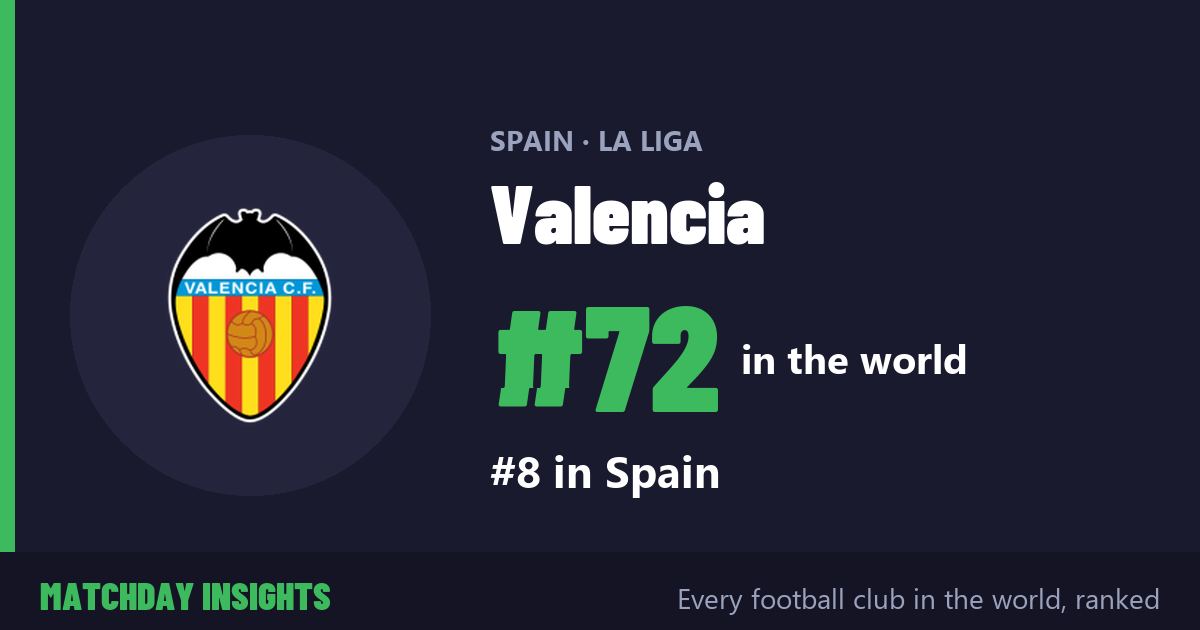 SPAIN · LA LIGA
Valencia
VALENCIA C.F.
#72 in the world
#8 in Spain
MATCHDAY INSIGHTS
Every football club in the world, ranked